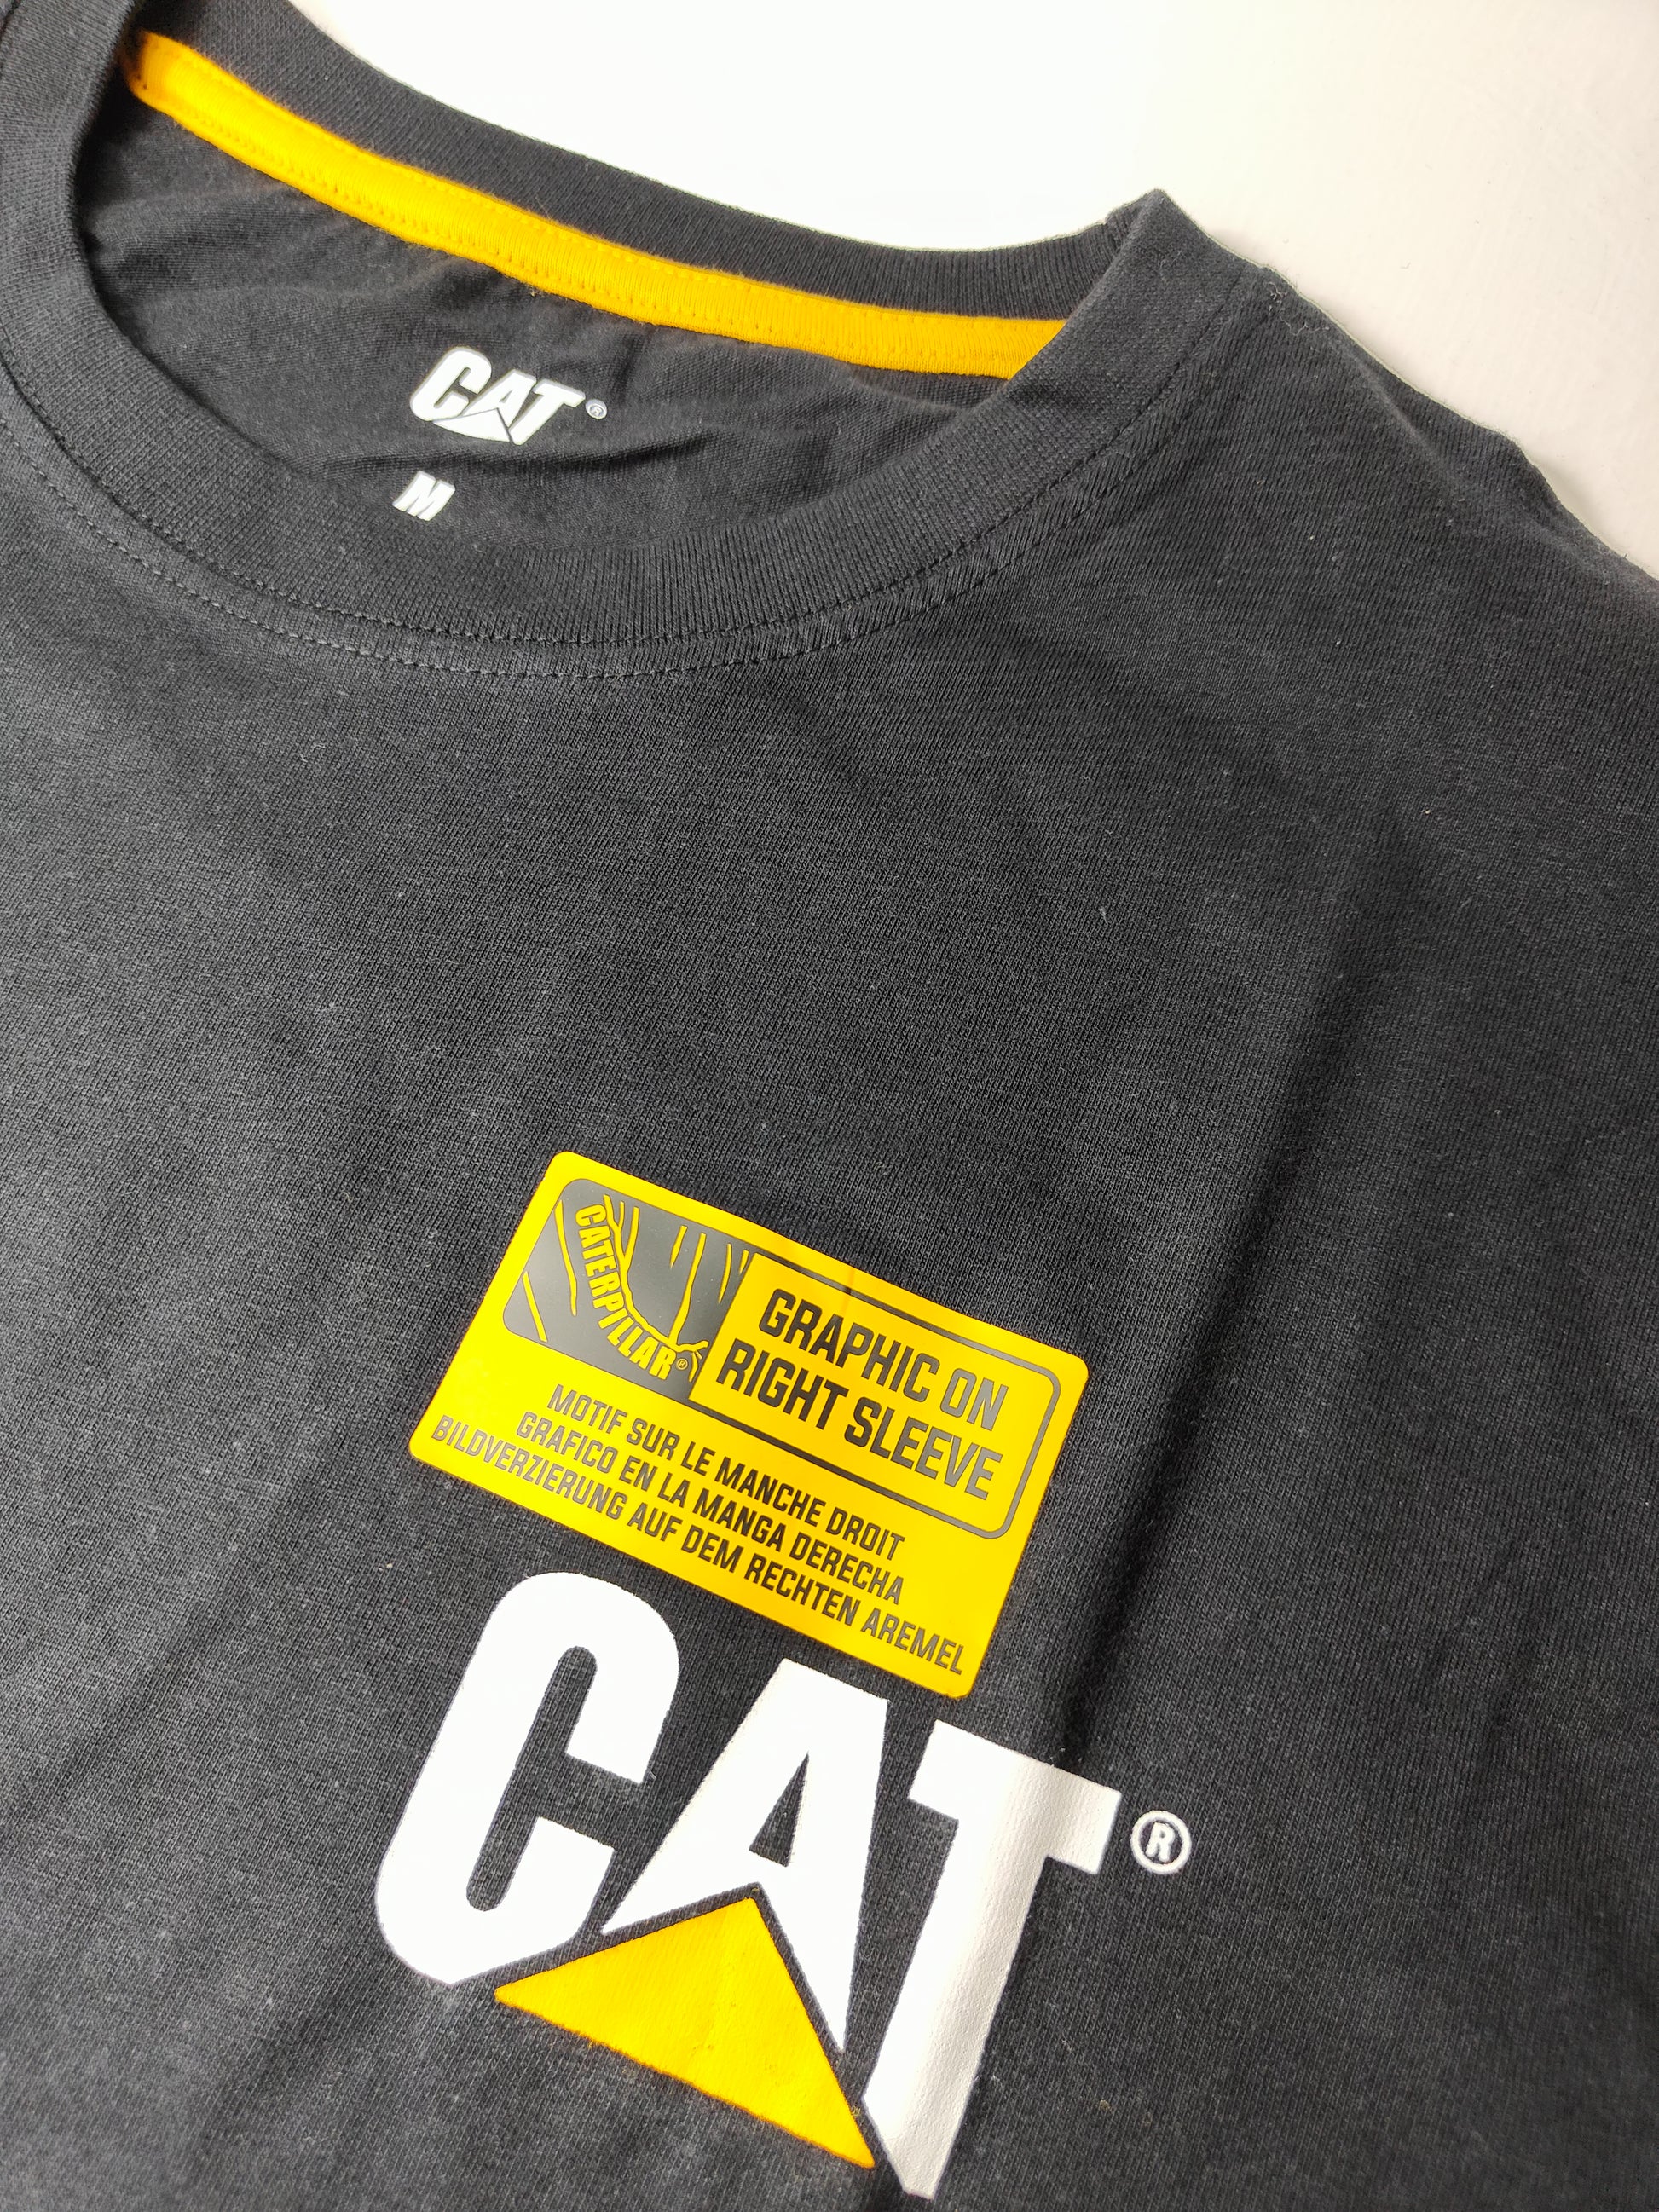 CAT®
M
CATERPILLAR®
GRAPHIC ON
RIGHT SLEEVE
MOTIF SUR LE MANCHE DROIT
GRAFICO EN LA MANGA DERECHA
BILDVERZIERUNG AUF DEM RECHTEN AREMEL
CAT®